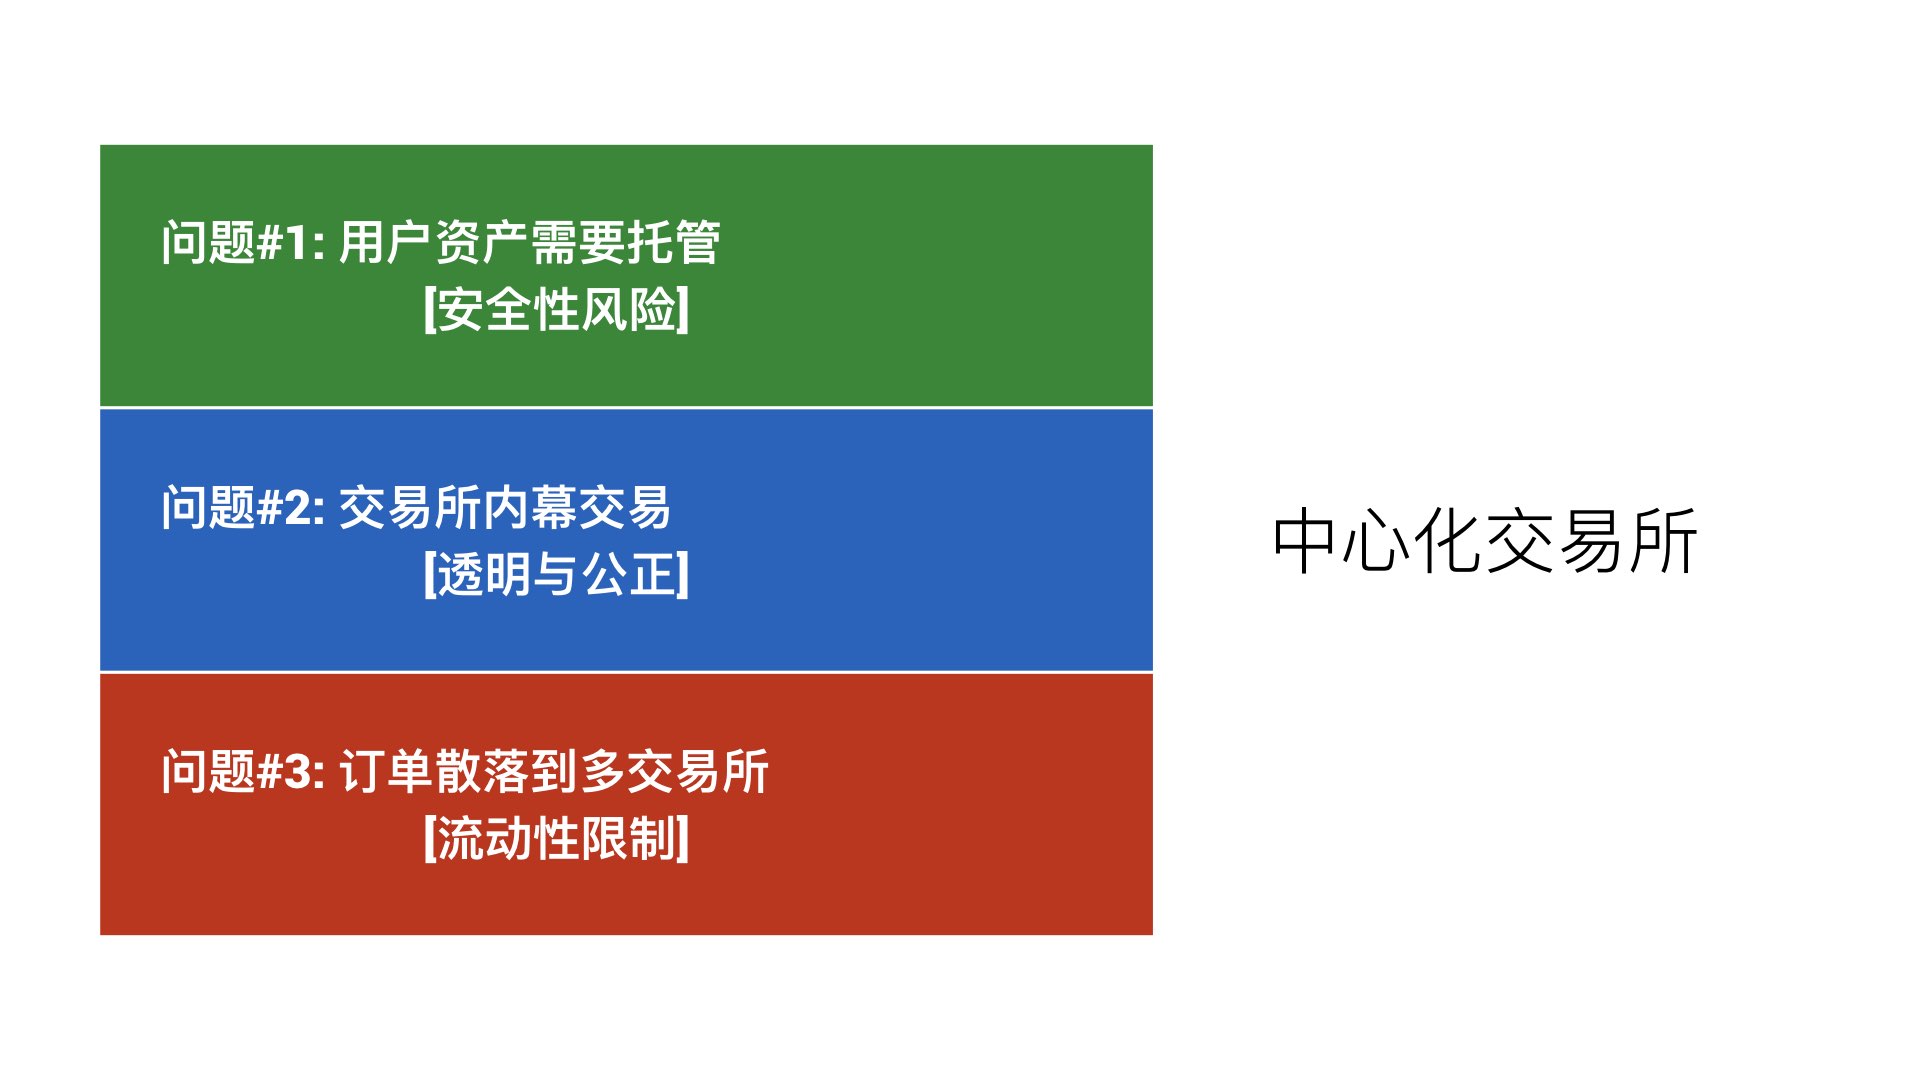 问题#1: 用户资产需要托管
[安全性风险]
问题#2: 交易所内幕交易
[透明与公正]
问题#3: 订单散落到多交易所
[流动性限制]
中心化交易所